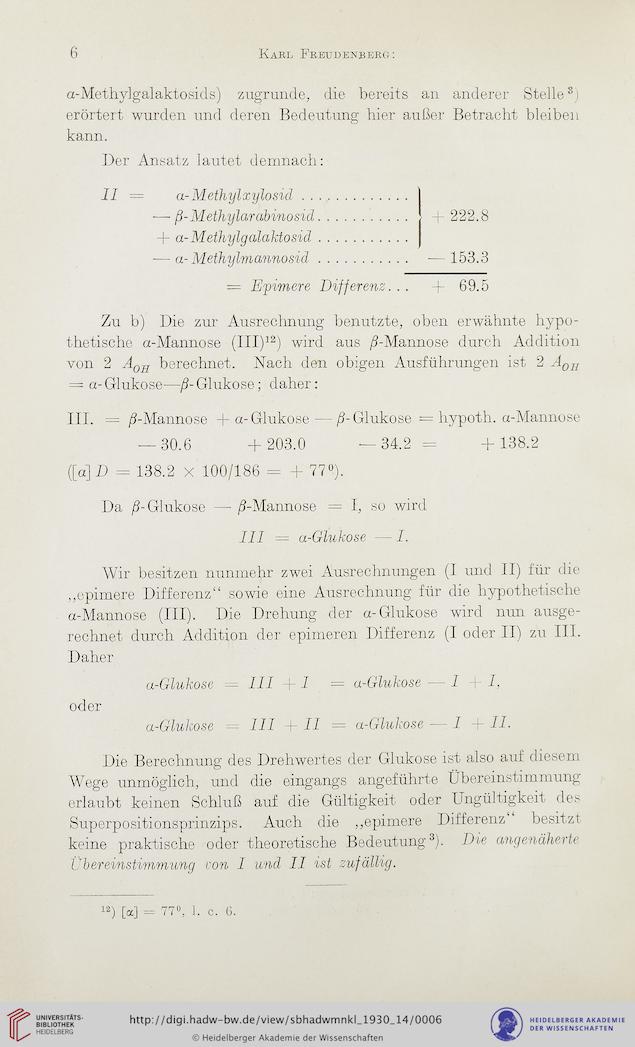 6
Karl Freudenberg:
α-Methylgalaktosids) zugrunde, die bereits an anderer Stelle³)
erörtert wurden und deren Bedeutung hier außer Betracht bleiben
kann.
Der Ansatz lautet demnach:
II = α-Methylxylosid . . . . . . . . . . . .
— β-Methylarabinosid . . . . . . . . . . . + 222.8
+ α-Methylgalaktosid . . . . . . . . . . .
— α-Methylmannosid . . . . . . . . . . . — 153.3
= Epimere Differenz . . . + 69.5
Zu b) Die zur Ausrechnung benutzte, oben erwähnte hypo-
thetische α-Mannose (III)¹²) wird aus β-Mannose durch Addition
von 2 A_OH berechnet. Nach den obigen Ausführungen ist 2 A_OH
= α-Glukose—β-Glukose; daher:
III. = β-Mannose + α-Glukose — β-Glukose = hypoth. α-Mannose
— 30.6 + 203.0 — 34.2 = + 138.2
([α] D = 138.2 × 100/186 = + 77⁰).
Da β-Glukose — β-Mannose = I, so wird
III = α-Glukose — I.
Wir besitzen nunmehr zwei Ausrechnungen (I und II) für die
„epimere Differenz“ sowie eine Ausrechnung für die hypothetische
α-Mannose (III). Die Drehung der α-Glukose wird nun ausge-
rechnet durch Addition der epimeren Differenz (I oder II) zu III.
Daher
α-Glukose = III + I = α-Glukose — I + I,
oder
α-Glukose = III + II = α-Glukose — I + II.
Die Berechnung des Drehwertes der Glukose ist also auf diesem
Wege unmöglich, und die eingangs angeführte Übereinstimmung
erlaubt keinen Schluß auf die Gültigkeit oder Ungültigkeit des
Superpositionsprinzips. Auch die „epimere Differenz“ besitzt
keine praktische oder theoretische Bedeutung³). Die angenäherte
Übereinstimmung von I und II ist zufällig.
¹²) [α] = 77⁰, l. c. 6.
UNIVERSITÄTS-
BIBLIOTHEK
HEIDELBERG
http://digi.hadw-bw.de/view/sbhadwmnkl_1930_14/0006
© Heidelberger Akademie der Wissenschaften
HEIDELBERGER AKADEMIE
DER WISSENSCHAFTEN